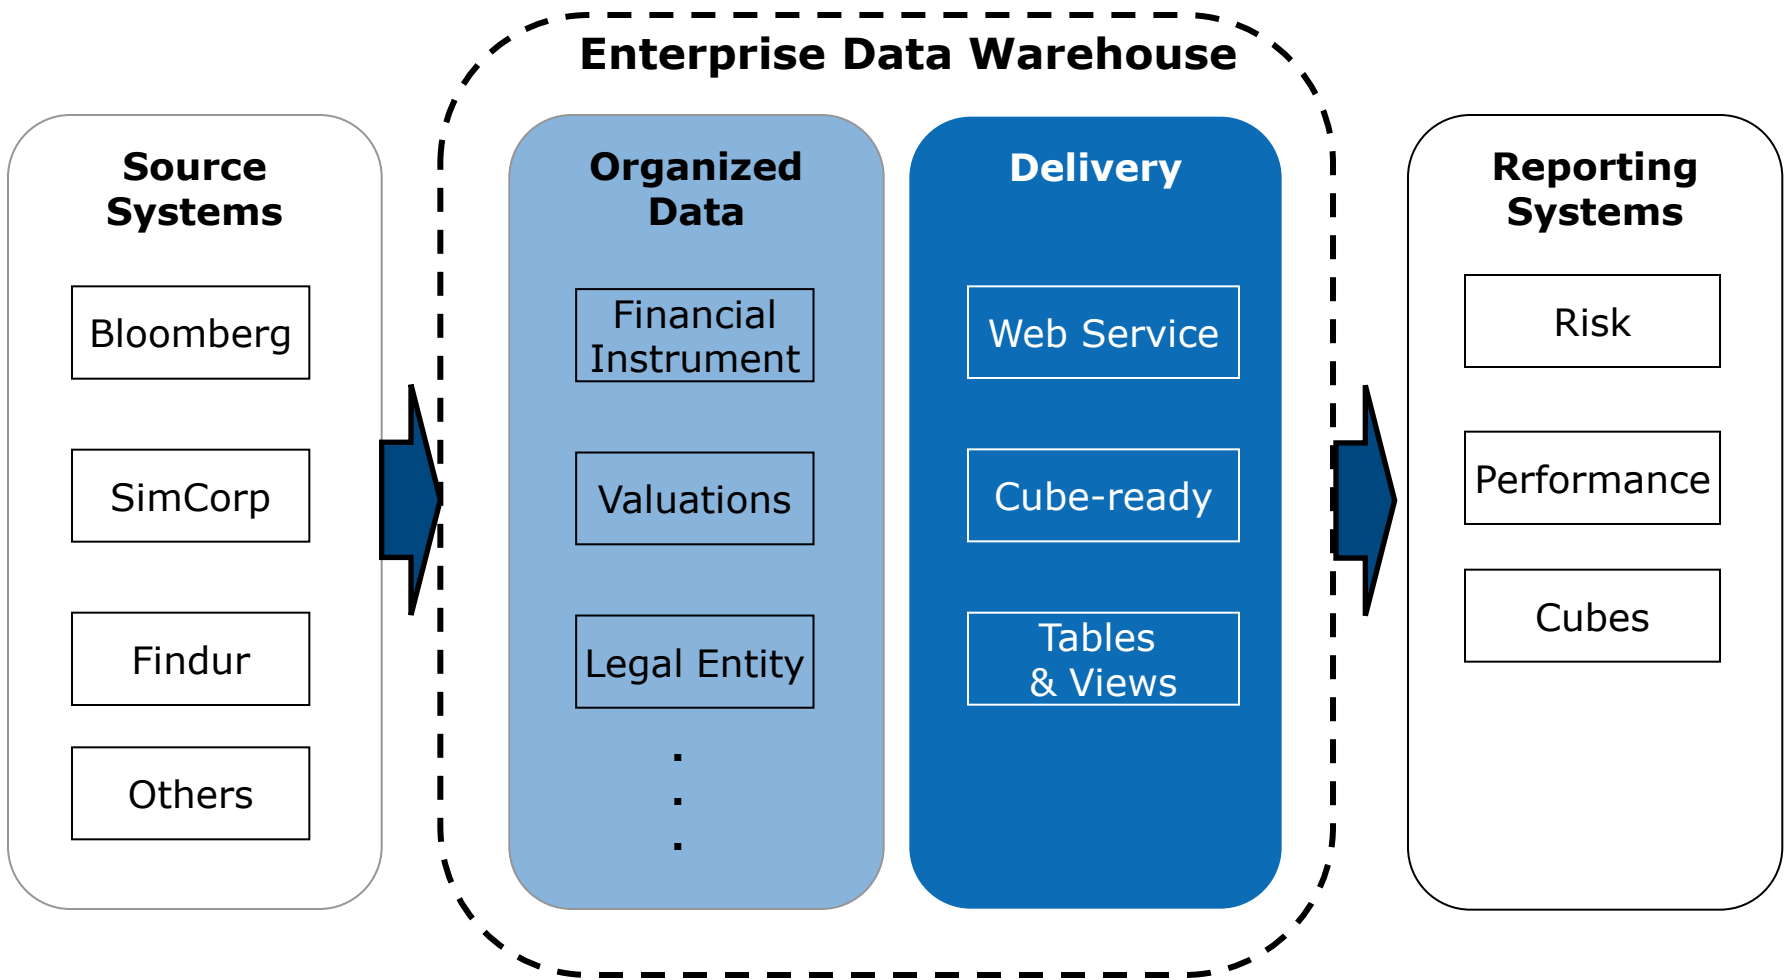 Enterprise Data Warehouse
Source
Systems
Bloomberg
SimCorp
Findur
Others
Organized
Data
Financial
Instrument
Valuations
Legal Entity
.
.
.
Delivery
Web Service
Cube-ready
Tables
& Views
Reporting
Systems
Risk
Performance
Cubes